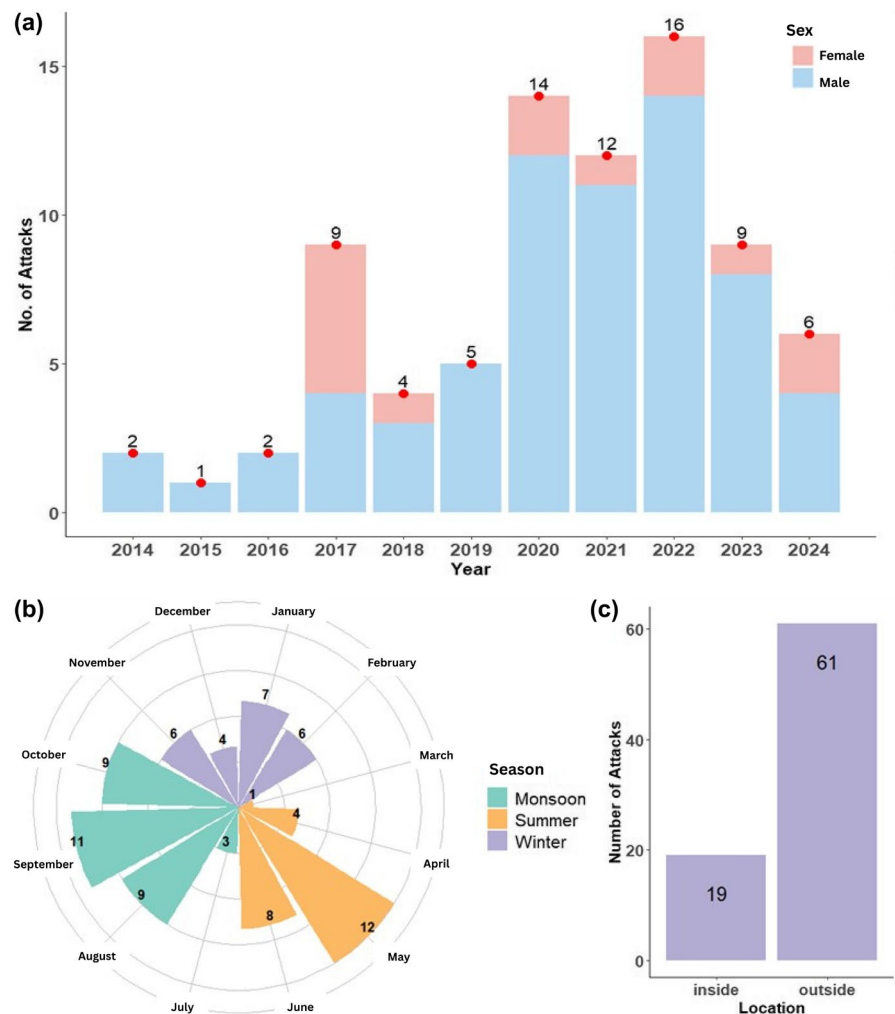 (a)
Sex
Female
Male
No. of Attacks
15
10
5
0
2
1
2
9
4
5
14
12
16
9
6
2014 2015 2016 2017 2018 2019 2020 2021 2022 2023 2024
Year
(b)
December January
November February
October March
September April
August May
July June
7
6
1
4
12
8
3
9
11
9
6
4
Season
Monsoon
Summer
Winter
(c)
Number of Attacks
60
40
20
0
19
61
inside outside
Location